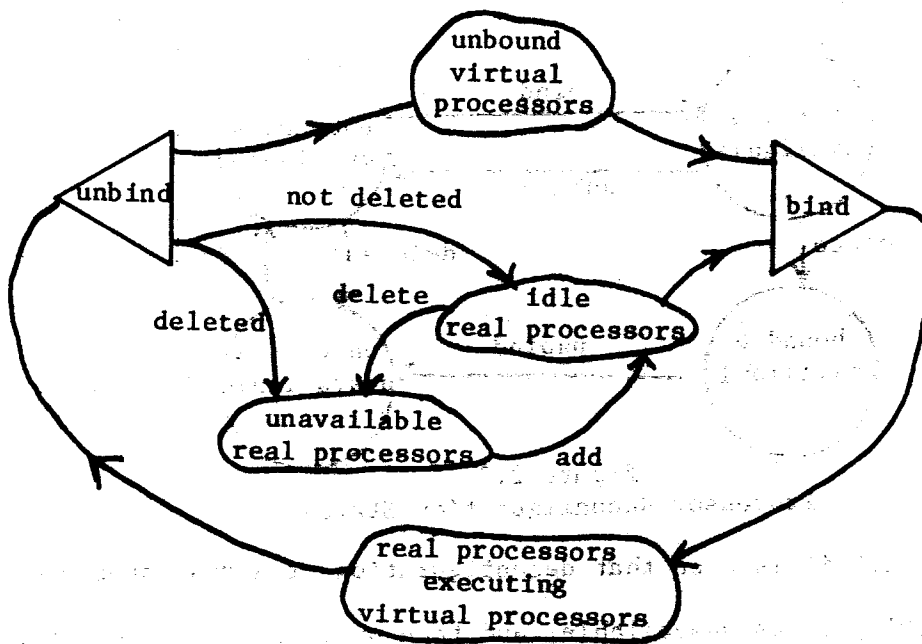 unbound
virtual
processors
unbind
not deleted
bind
delete
idle
real processors
deleted
unavailable
real processors
add
real processors
executing
virtual processors